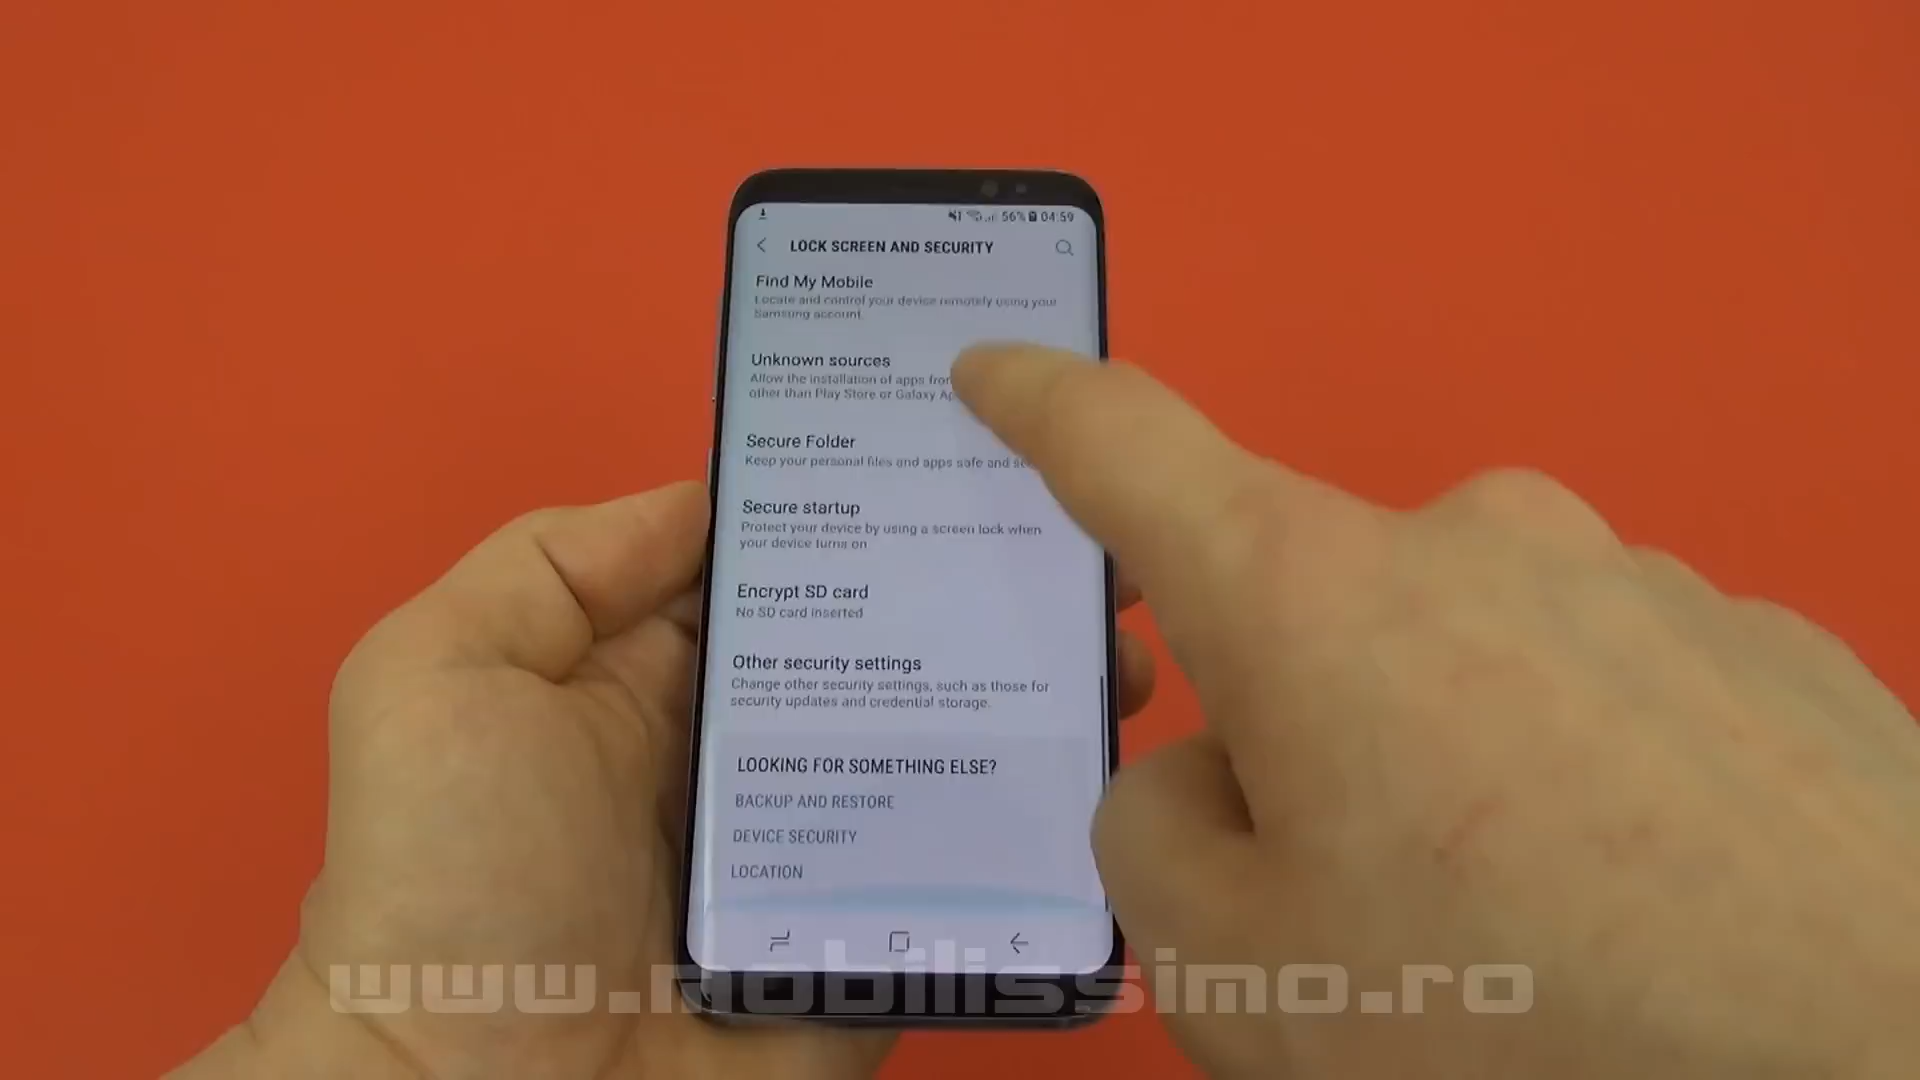 56% 04:59
LOCK SCREEN AND SECURITY
Find My Mobile
Locate and control your device remotely using your
Samsung account.
Unknown sources
Allow the installation of apps
other than Play Store or Galaxy
Secure Folder
Keep your personal files and apps safe and
Secure startup
Protect your device by using a screen lock when
your device turns on
Encrypt SD card
No SD card inserted
Other security settings
Change other security settings, such as those for
security updates and credential storage.
LOOKING FOR SOMETHING ELSE?
BACKUP AND RESTORE
DEVICE SECURITY
LOCATION
www.mobilissimo.ro